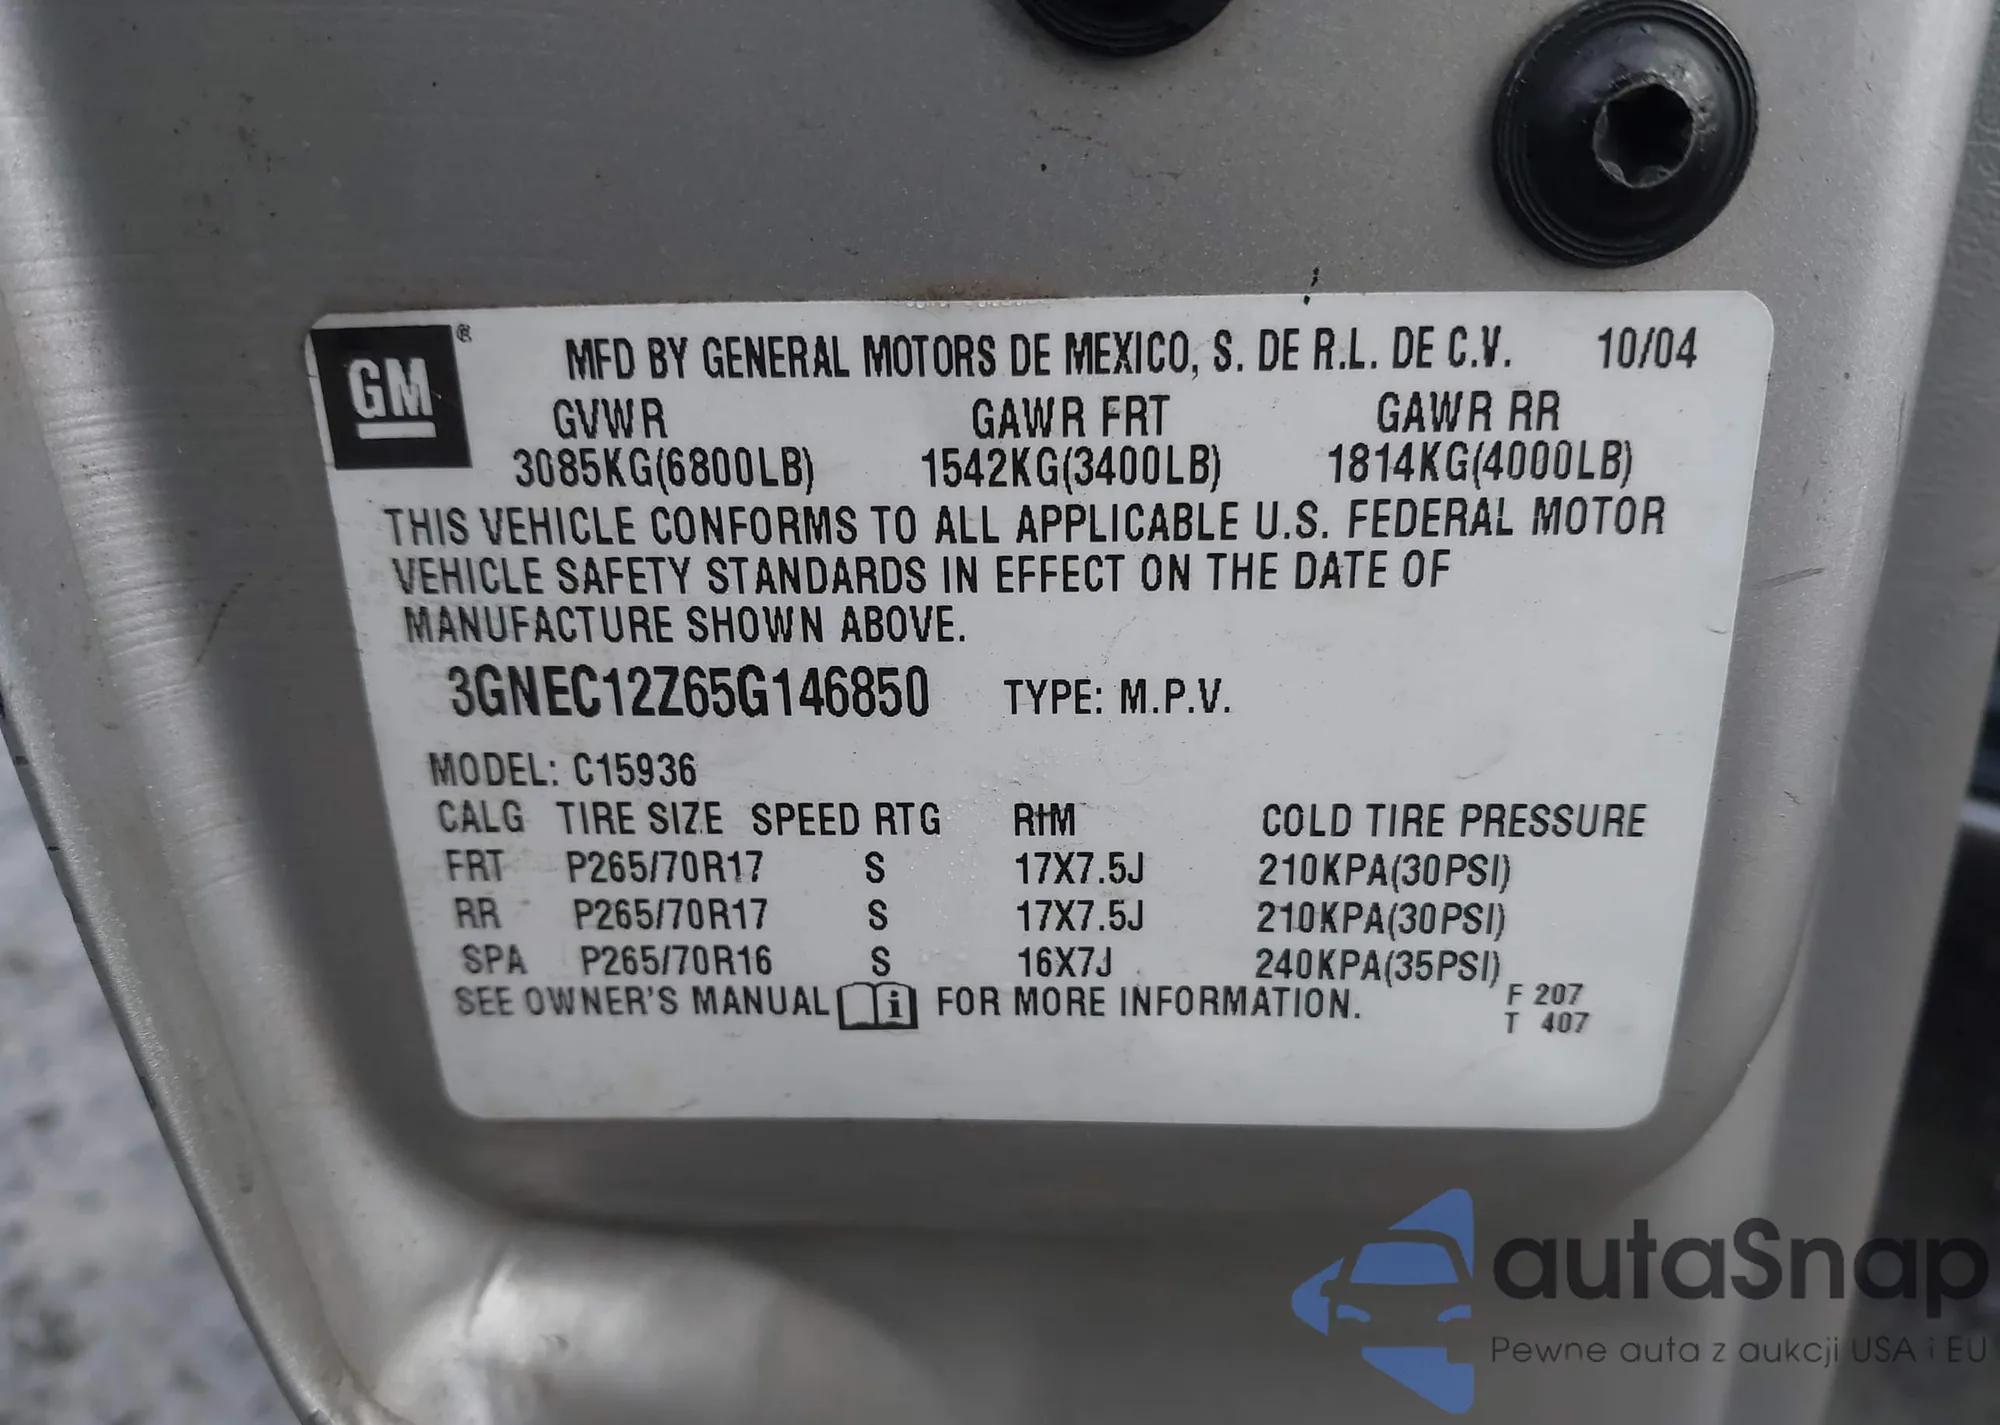 GM®
MFD BY GENERAL MOTORS DE MEXICO, S. DE R.L. DE C.V. 10/04
GVWR GAWR FRT GAWR RR
3085KG(6800LB) 1542KG(3400LB) 1814KG(4000LB)
THIS VEHICLE CONFORMS TO ALL APPLICABLE U.S. FEDERAL MOTOR
VEHICLE SAFETY STANDARDS IN EFFECT ON THE DATE OF
MANUFACTURE SHOWN ABOVE.
3GNEC12Z65G146850 TYPE: M.P.V.
MODEL: C15936
CALG TIRE SIZE SPEED RTG RIM COLD TIRE PRESSURE
FRT P265/70R17 S 17X7.5J 210KPA(30PSI)
RR P265/70R17 S 17X7.5J 210KPA(30PSI)
SPA P265/70R16 S 16X7J 240KPA(35PSI)
SEE OWNER'S MANUAL i FOR MORE INFORMATION.
F 207
T 407
autaSnap
Pewne auta z aukcji USA i EU